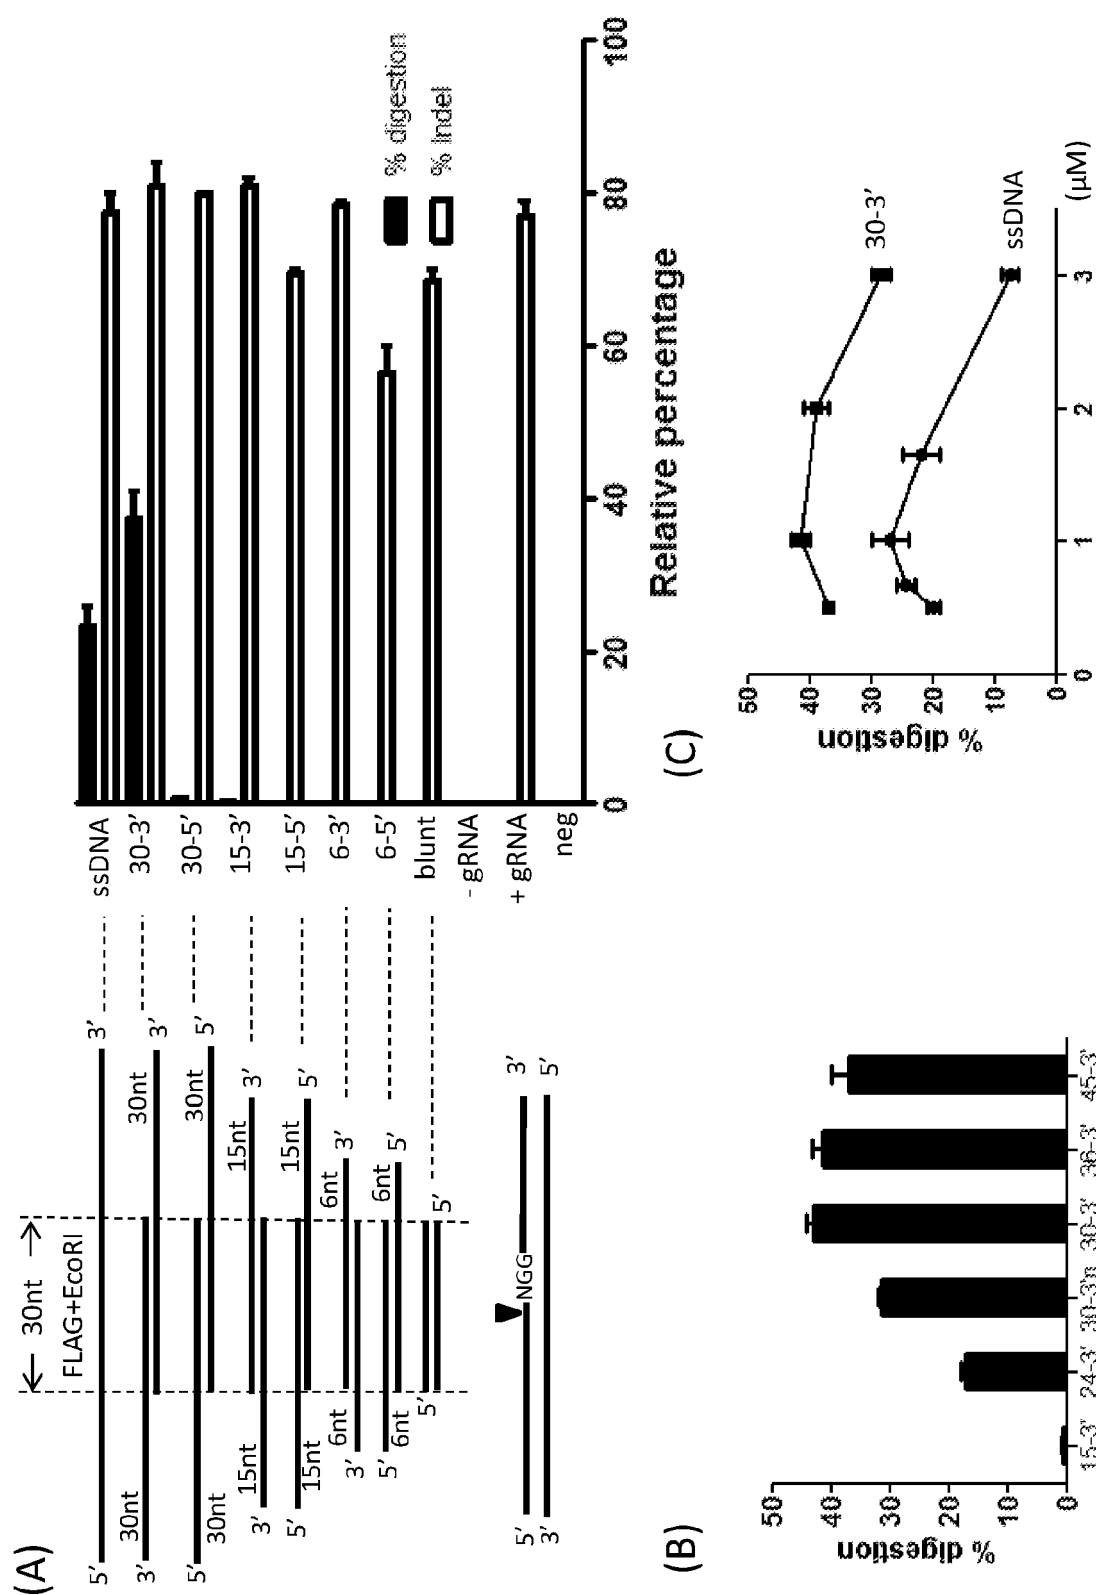 (A)
← 30nt →
FLAG+EcoRI
5' 3' ssDNA
30nt 30nt
3' 3' 30-3'
5' 30nt 30nt 5' 30-5'
15nt 15nt
3' 3' 15-3'
5' 15nt 15nt 5' 15-5'
6nt 6nt
3' 3' 6-3'
5' 6nt 6nt 5' 6-5'
5' 5' blunt
- gRNA
+ gRNA
neg
5' NGG 3'
3' 5'
% digestion
% Indel
0 20 40 60 80 100
Relative percentage
(B)
% digestion
50
40
30
20
10
0
15-3' 24-3' 30-3'n 30-3' 36-3' 45-3'
(C)
% digestion
50
40
30
20
10
0
30-3'
ssDNA
0 1 2 3 (µM)